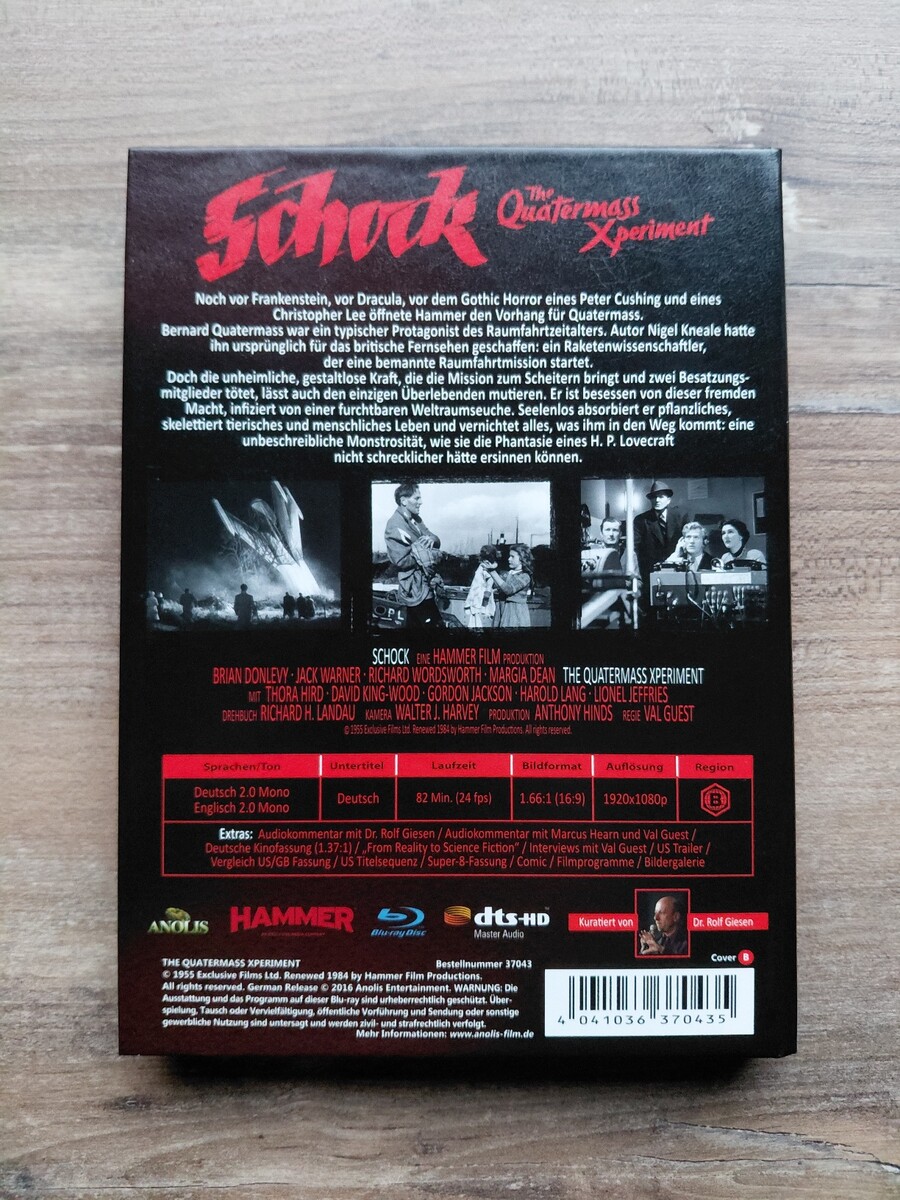 Schock
The
Quatermass
Xperiment
Noch vor Frankenstein, vor Dracula, vor dem Gothic Horror eines Peter Cushing und eines
Christopher Lee öffnete Hammer den Vorhang für Quatermass.
Bernard Quatermass war ein typischer Protagonist des Raumfahrtzeitalters. Autor Nigel Kneale hatte
ihn ursprünglich für das britische Fernsehen geschaffen: ein Raketenwissenschaftler,
der eine bemannte Raumfahrtmission startet.
Doch die unheimliche, gestaltlose Kraft, die die Mission zum Scheitern bringt und zwei Besatzungs-
mitglieder tötet, lässt auch den einzigen Überlebenden mutieren. Er ist besessen von dieser fremden
Macht, infiziert von einer furchtbaren Weltraumseuche. Seelenlos absorbiert er pflanzliches,
skelettiert tierisches und menschliches Leben und vernichtet alles, was ihm in den Weg kommt: eine
unbeschreibliche Monstrosität, wie sie die Phantasie eines H. P. Lovecraft
nicht schrecklicher hätte ersinnen können.
SCHOCK EINE HAMMER FILM PRODUKTION
BRIAN DONLEVY · JACK WARNER · RICHARD WORDSWORTH · MARGIA DEAN THE QUATERMASS XPERIMENT
MIT THORA HIRD · DAVID KING-WOOD · GORDON JACKSON · HAROLD LANG · LIONEL JEFFRIES
DREHBUCH RICHARD H. LANDAU KAMERA WALTER J. HARVEY PRODUKTION ANTHONY HINDS REGIE VAL GUEST
© 1955 Exclusive Films Ltd. Renewed 1984 by Hammer Film Productions. All rights reserved.
Sprachen/Ton Untertitel Laufzeit Bildformat Auflösung Region
Deutsch 2.0 Mono
Englisch 2.0 Mono
Deutsch 82 Min. (24 fps) 1.66:1 (16:9) 1920x1080p B
Extras: Audiokommentar mit Dr. Rolf Giesen / Audiokommentar mit Marcus Hearn und Val Guest /
Deutsche Kinofassung (1.37:1) / „From Reality to Science Fiction" / Interviews mit Val Guest / US Trailer /
Vergleich US/GB Fassung / US Titelsequenz / Super-8-Fassung / Comic / Filmprogramme / Bildergalerie
ANOLIS HAMMER Blu-ray Disc dts-HD
Master Audio
Kuratiert von Dr. Rolf Giesen
Cover B
THE QUATERMASS XPERIMENT Bestellnummer 37043
© 1955 Exclusive Films Ltd. Renewed 1984 by Hammer Film Productions.
All rights reserved. German Release © 2016 Anolis Entertainment. WARNUNG: Die
Ausstattung und das Programm auf dieser Blu-ray sind urheberrechtlich geschützt. Über-
spielung, Tausch oder Vervielfältigung, öffentliche Vorführung und Sendung oder sonstige
gewerbliche Nutzung sind untersagt und werden zivil- und strafrechtlich verfolgt.
Mehr Informationen: www.anolis-film.de
4 041036 370435